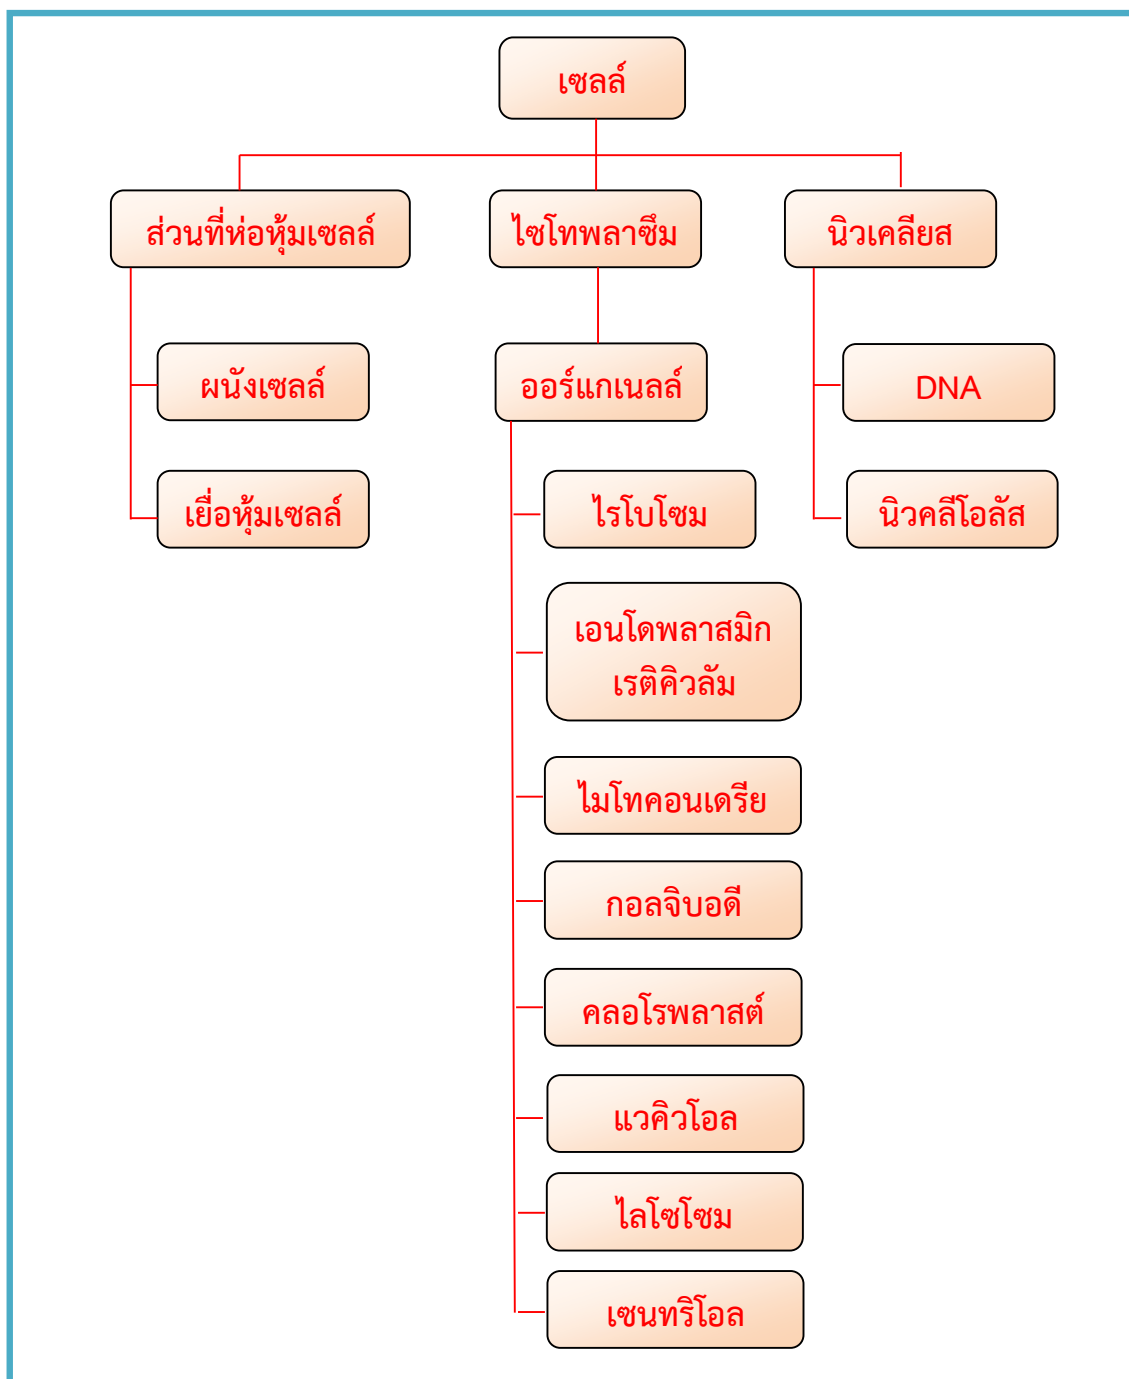 เซลล์
ส่วนที่ห่อหุ้มเซลล์
ไซโทพลาซึม
นิวเคลียส
ผนังเซลล์
ออร์แกเนลล์
DNA
เยื่อหุ้มเซลล์
ไรโบโซม
นิวคลีโอลัส
เอนโดพลาสมิก
เรติคิวลัม
ไมโทคอนเดรีย
กอลจิบอดี
คลอโรพลาสต์
แวคิวโอล
ไลโซโซม
เซนทริโอล